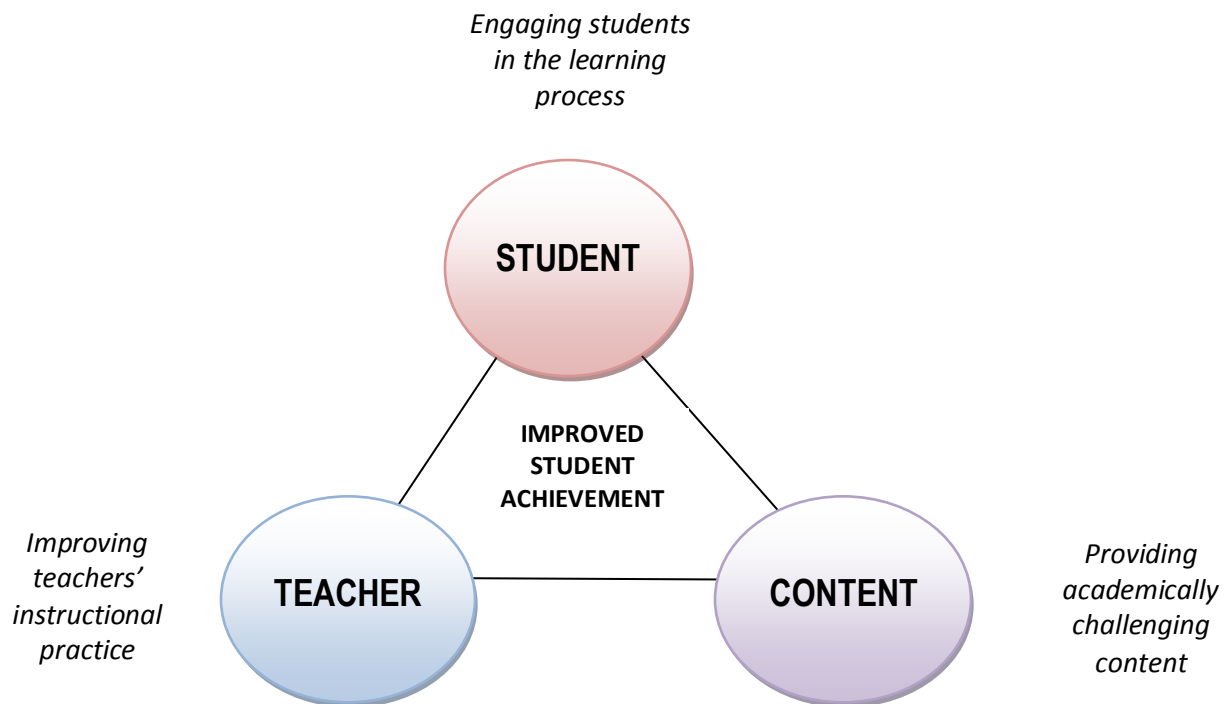 Engaging students
in the learning
process
STUDENT
IMPROVED
STUDENT
ACHIEVEMENT
Improving
teachers’
instructional
practice
TEACHER
CONTENT
Providing
academically
challenging
content